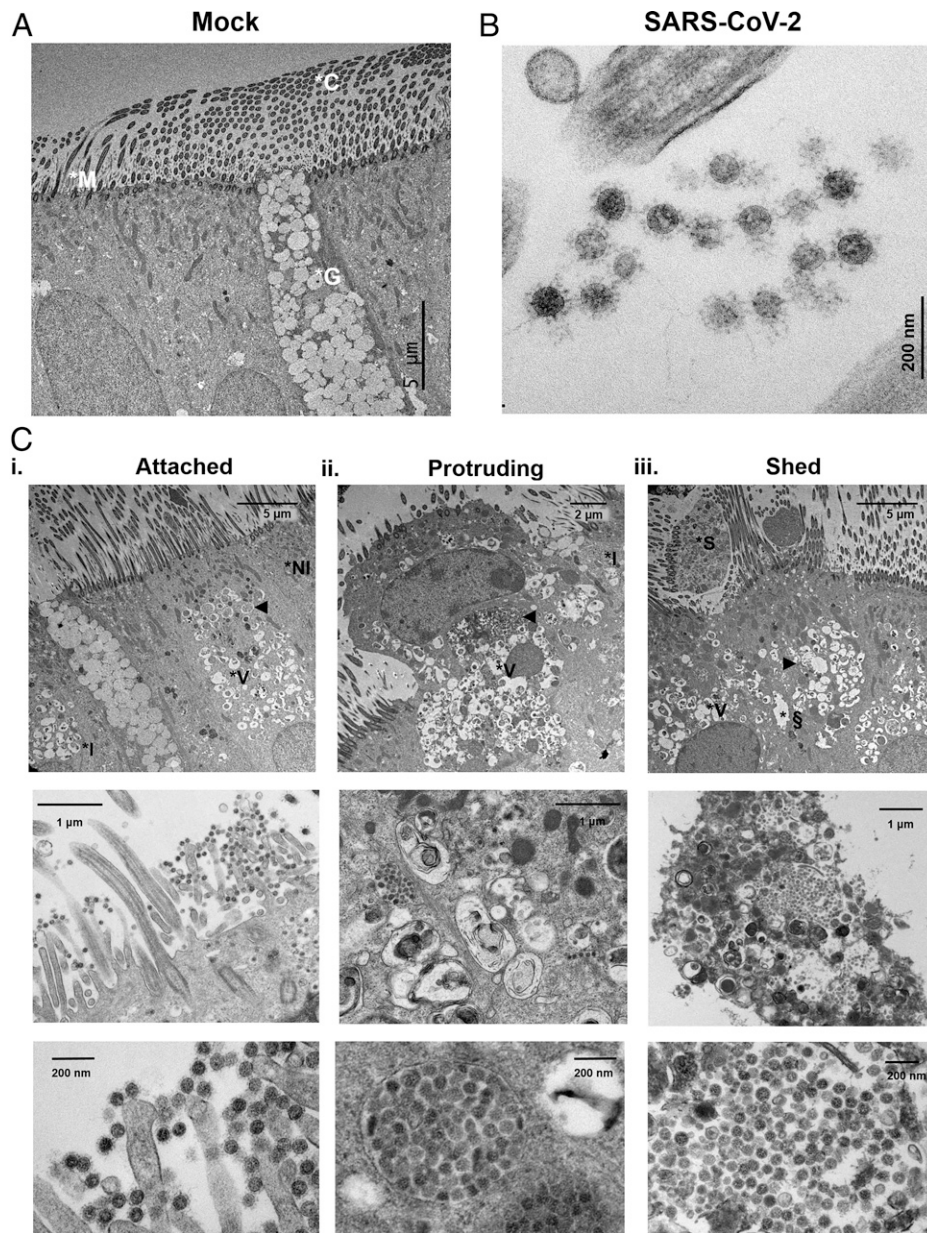 A
Mock
*C
*M
*G
5 µm
B
SARS-CoV-2
200 nm
C
i.
Attached
5 µm
*NI
*V
*I
ii.
Protruding
2 µm
*I
*V
iii.
Shed
5 µm
*S
*V
*
§
1 µm
1 µm
1 µm
200 nm
200 nm
200 nm